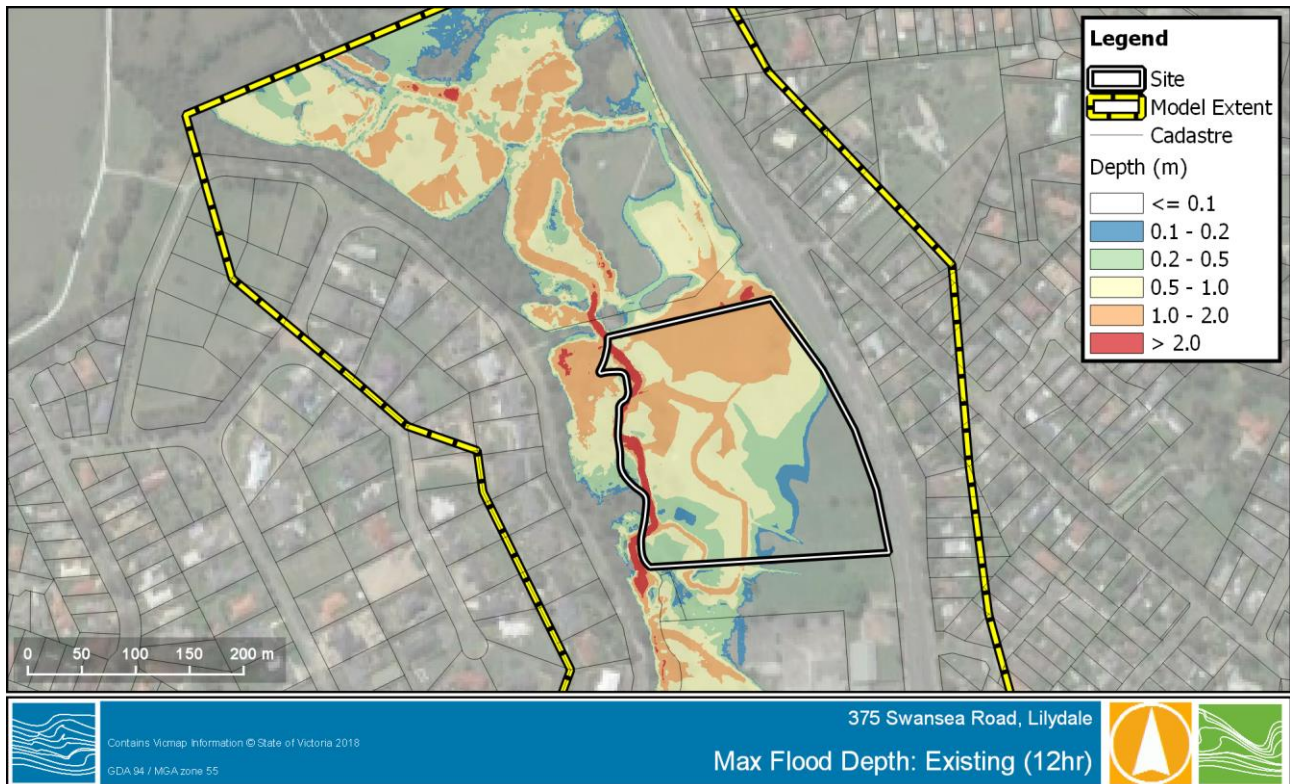 Legend
Site
Model Extent
Cadastre
Depth (m)
<= 0.1
0.1 - 0.2
0.2 - 0.5
0.5 - 1.0
1.0 - 2.0
> 2.0
0 50 100 150 200 m
375 Swansea Road, Lilydale
Contains Vicmap Information © State of Victoria 2018
Max Flood Depth: Existing (12hr)
GDA 94 / MGA zone 55